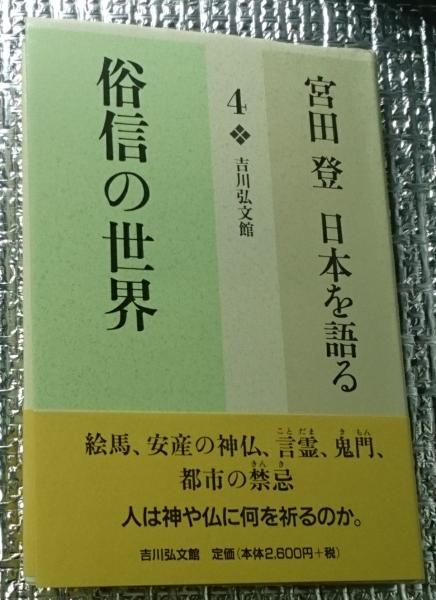 宮田 登 日本を語る
4❖吉川弘文館
俗信の世界
絵馬、安産の神仏、言霊、鬼門、
ことだま きもん
都市の禁忌
きんき
人は神や仏に何を祈るのか。
吉川弘文館 定価(本体2,600円+税)